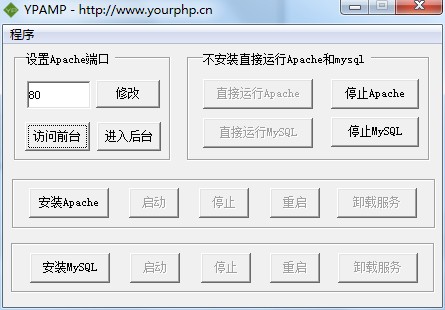 YPAMP - http://www.yourphp.cn
程序
设置Apache端口
不安装直接运行Apache和mysql
80 修改 直接运行Apache 停止Apache
访问前台 进入后台 直接运行MySQL 停止MySQL
安装Apache 启动 停止 重启 卸载服务
安装MySQL 启动 停止 重启 卸载服务